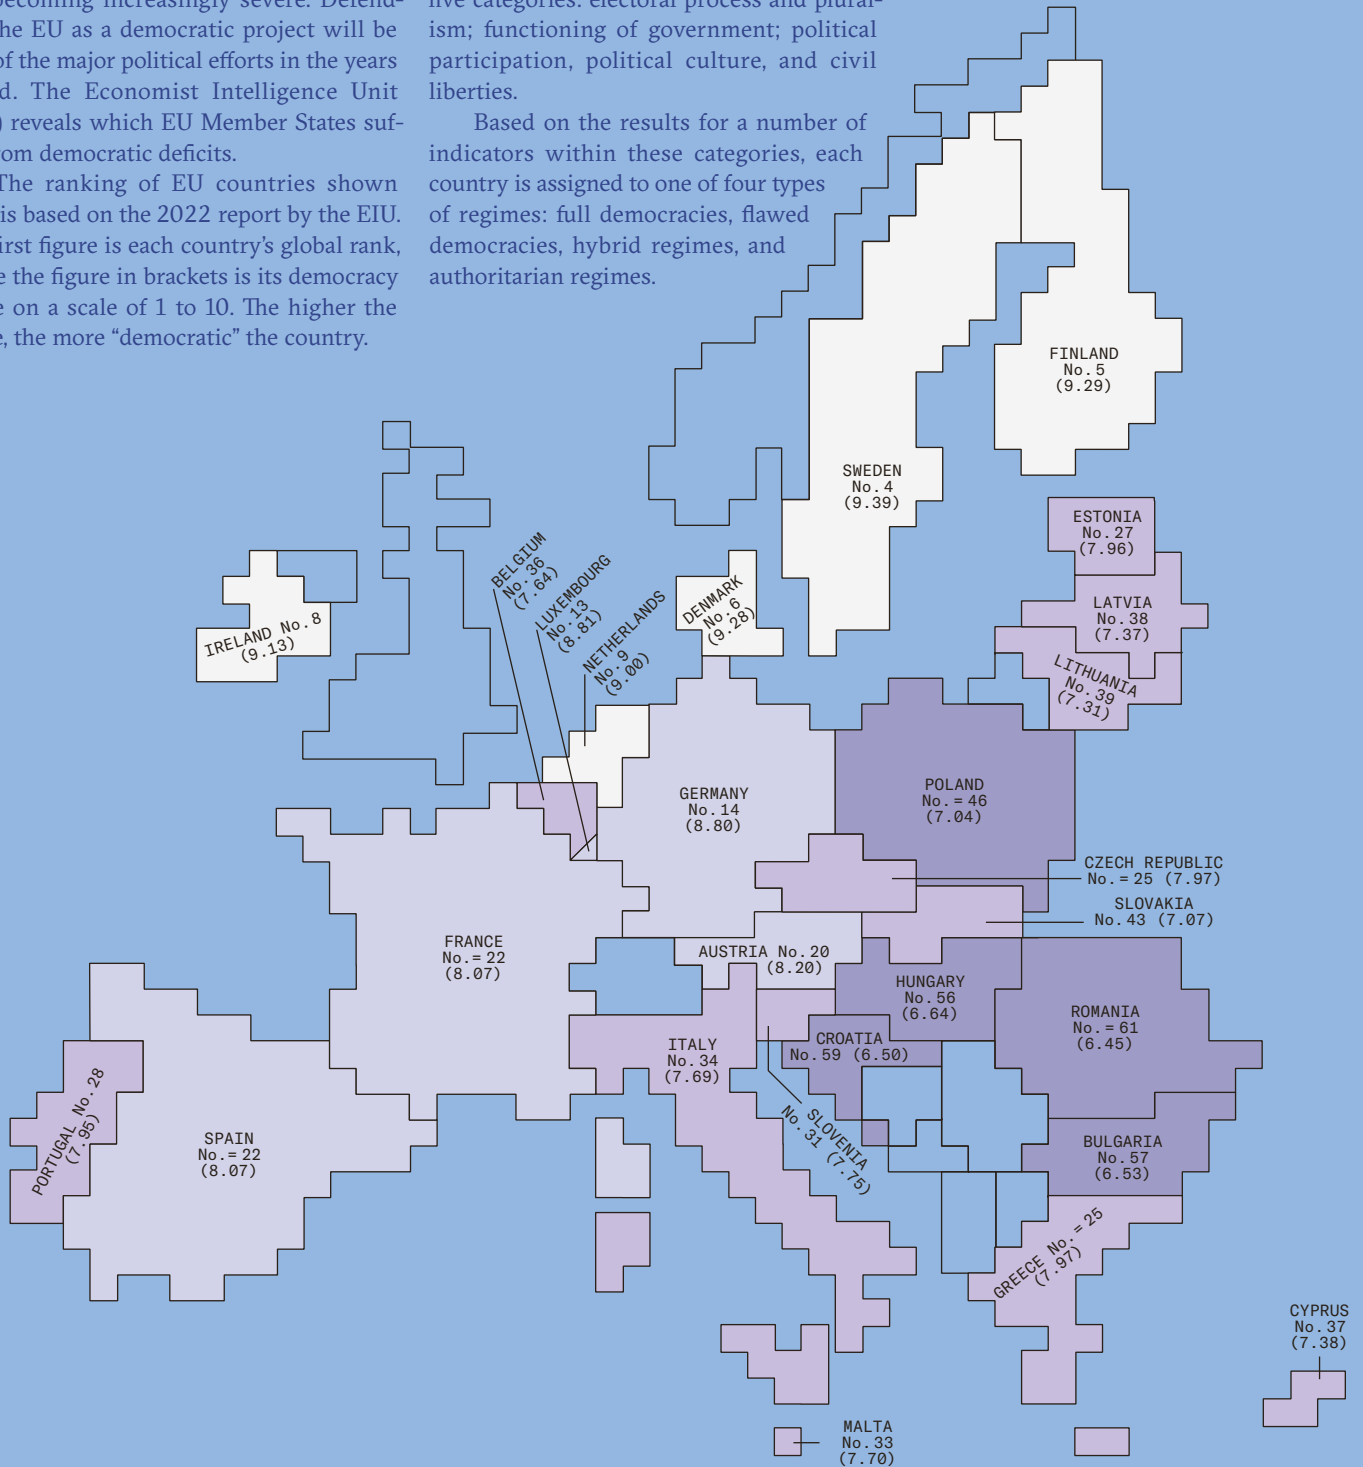 becoming increasingly severe. Defend-
the EU as a democratic project will be
of the major political efforts in the years
d. The Economist Intelligence Unit
) reveals which EU Member States suf-
rom democratic deficits.
The ranking of EU countries shown
is based on the 2022 report by the EIU.
irst figure is each country's global rank,
e the figure in brackets is its democracy
e on a scale of 1 to 10. The higher the
e, the more “democratic” the country.
five categories: electoral process and plural-
ism; functioning of government; political
participation, political culture, and civil
liberties.
Based on the results for a number of
indicators within these categories, each
country is assigned to one of four types
of regimes: full democracies, flawed
democracies, hybrid regimes, and
authoritarian regimes.
FINLAND
No. 5
(9.29)
SWEDEN
No. 4
(9.39)
ESTONIA
No. 27
(7.96)
LATVIA
No. 38
(7.37)
LITHUANIA
No. 39
(7.31)
DENMARK
No. 6
(9.28)
IRELAND No. 8
(9.13)
BELGIUM
No. 36
(7.64)
LUXEMBOURG
No. 13
(8.81)
NETHERLANDS
No. 9
(9.00)
GERMANY
No. 14
(8.80)
POLAND
No. = 46
(7.04)
CZECH REPUBLIC
No. = 25 (7.97)
SLOVAKIA
No. 43 (7.07)
FRANCE
No. = 22
(8.07)
AUSTRIA No. 20
(8.20)
HUNGARY
No. 56
(6.64)
ROMANIA
No. = 61
(6.45)
ITALY
No. 34
(7.69)
CROATIA
No. 59 (6.50)
SLOVENIA
No. 31 (7.75)
PORTUGAL No. 28
(7.95)
SPAIN
No. = 22
(8.07)
BULGARIA
No. 57
(6.53)
GREECE No. = 25
(7.97)
CYPRUS
No. 37
(7.38)
MALTA
No. 33
(7.70)